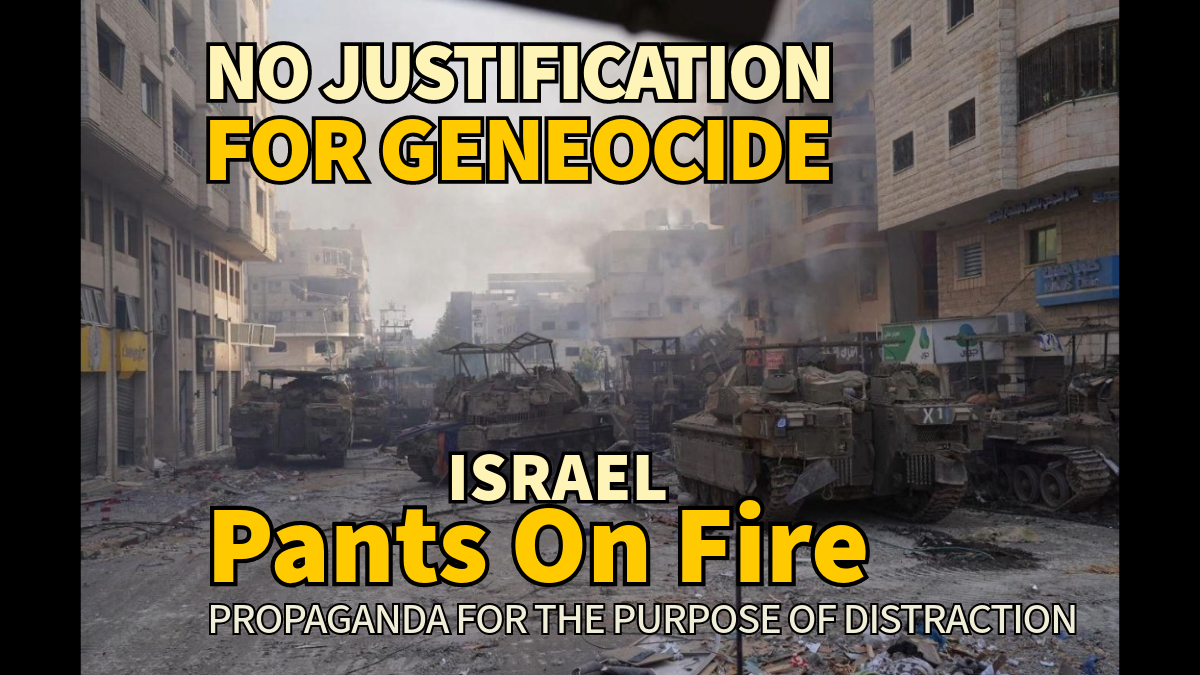 NO JUSTIFICATION
FOR GENEOCIDE
X1
ISRAEL
Pants On Fire
PROPAGANDA FOR THE PURPOSE OF DISTRACTION